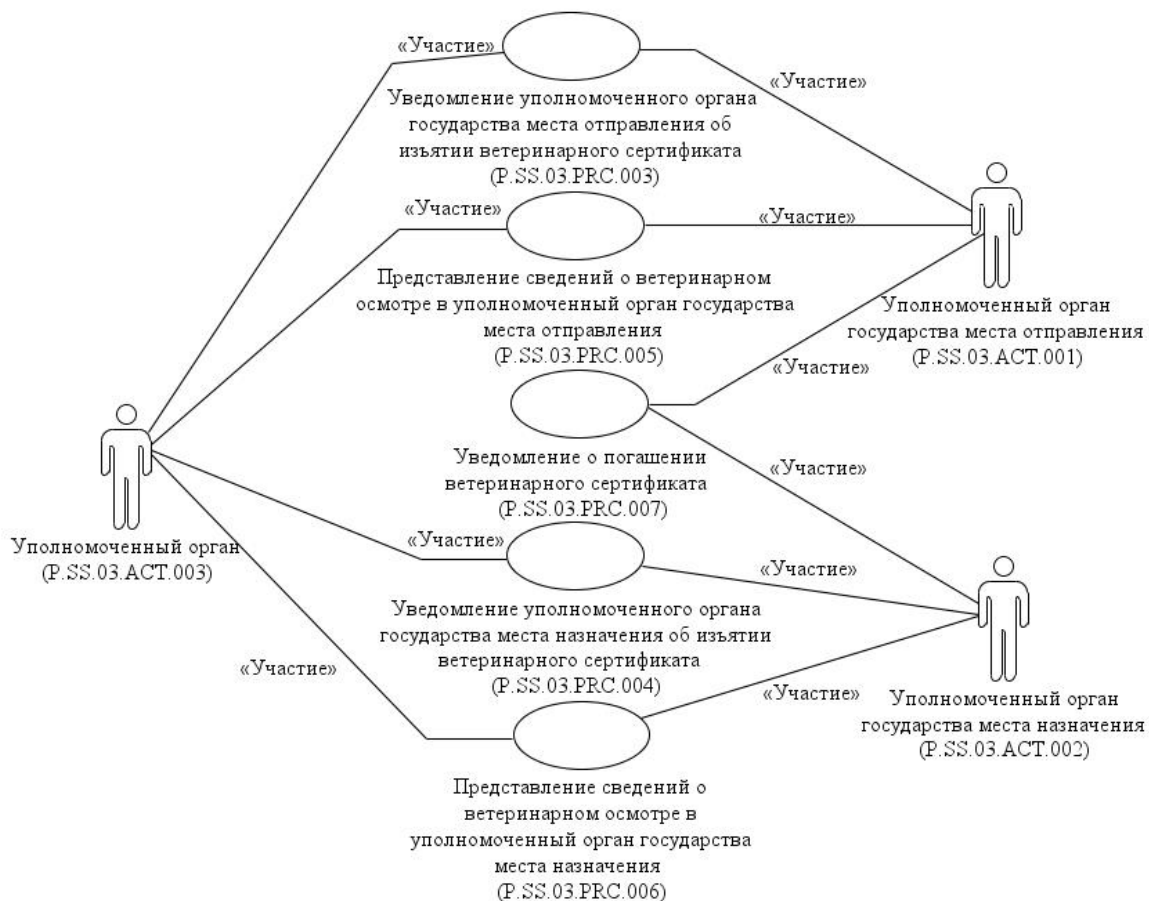 «Участие»
«Участие»
Уведомление уполномоченного органа
государства места отправления об
изъятии ветеринарного сертификата
(P.SS.03.PRC.003)
«Участие»
«Участие»
Представление сведений о ветеринарном
осмотре в уполномоченный орган государства
места отправления
(P.SS.03.PRC.005)
Уполномоченный орган
государства места отправления
(P.SS.03.ACT.001)
«Участие»
Уведомление о погашении
ветеринарного сертификата
(P.SS.03.PRC.007)
«Участие»
Уполномоченный орган
(P.SS.03.ACT.003)
«Участие»
«Участие»
Уведомление уполномоченного органа
государства места назначения об изъятии
ветеринарного сертификата
(P.SS.03.PRC.004)
«Участие»
«Участие»
Уполномоченный орган
государства места назначения
(P.SS.03.ACT.002)
Представление сведений о
ветеринарном осмотре в
уполномоченный орган государства
места назначения
(P.SS.03.PRC.006)